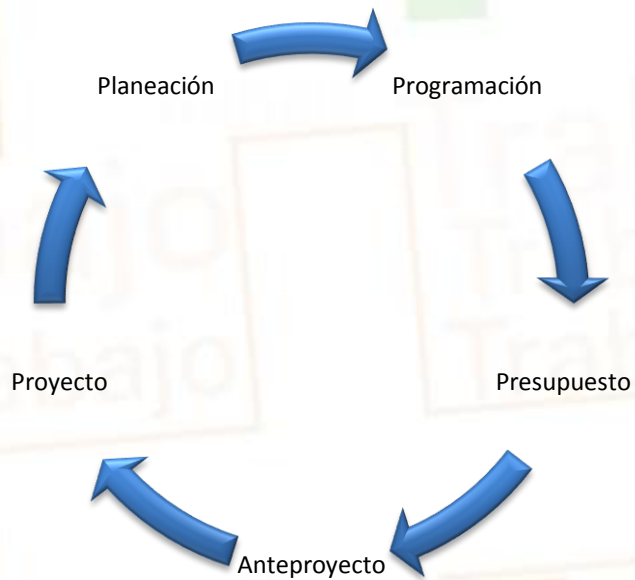 Planeación
Programación
Presupuesto
Anteproyecto
Proyecto